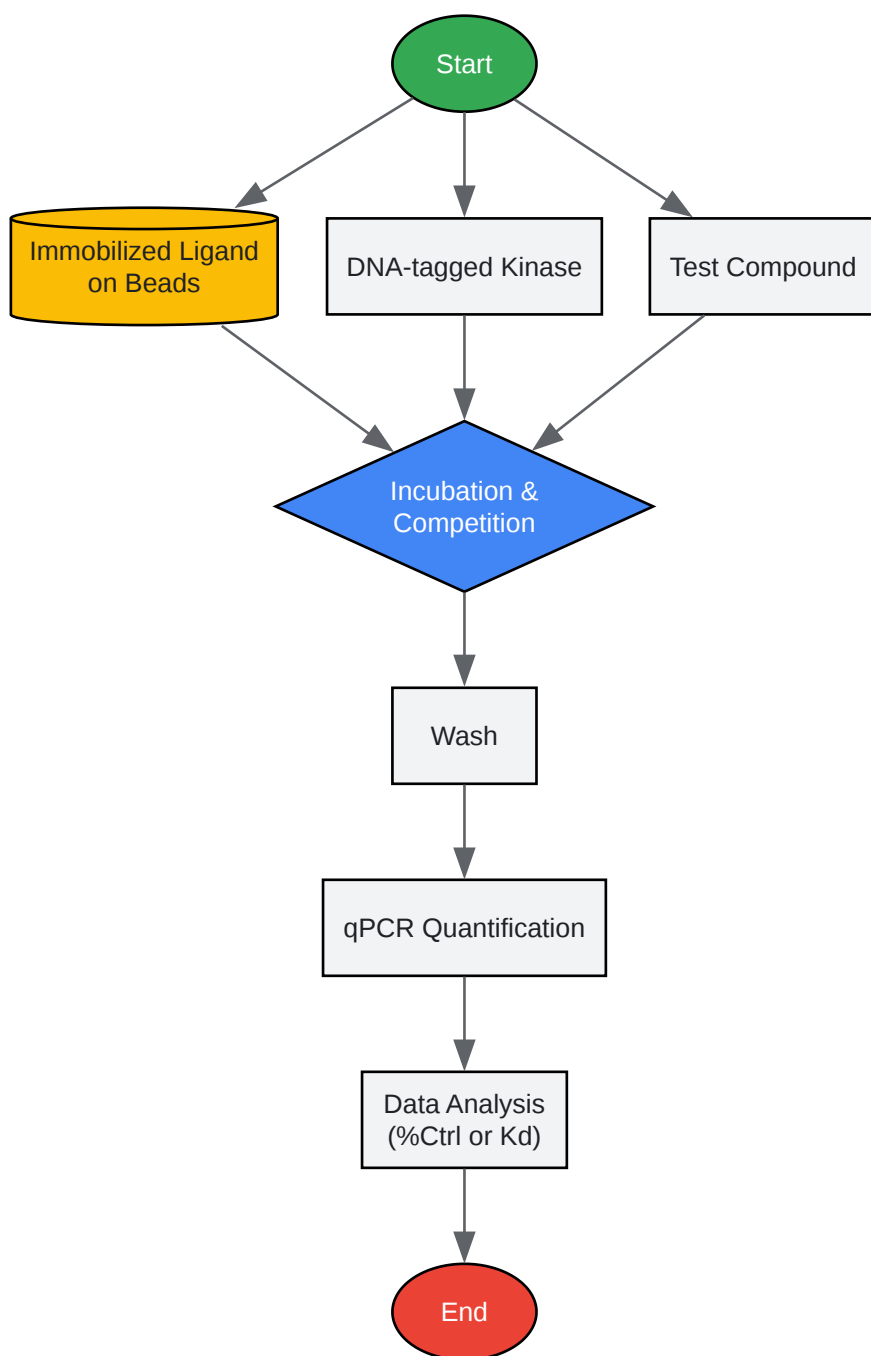 Start
Immobilized Ligand
on Beads
DNA-tagged Kinase
Test Compound
Incubation &
Competition
Wash
qPCR Quantification
Data Analysis
(%Ctrl or Kd)
End